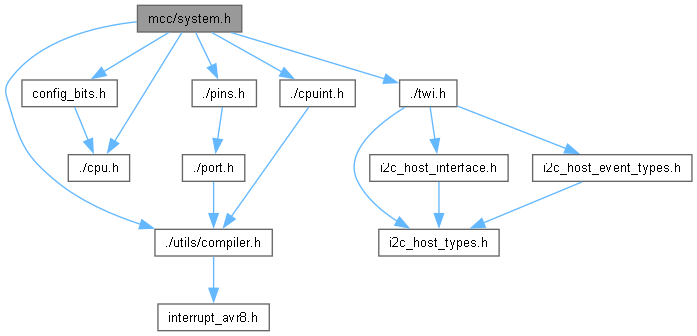 mcc/system.h
config_bits.h
./pins.h
./cpuint.h
./twi.h
./cpu.h
./port.h
i2c_host_interface.h
i2c_host_event_types.h
./utils/compiler.h
i2c_host_types.h
interrupt_avr8.h